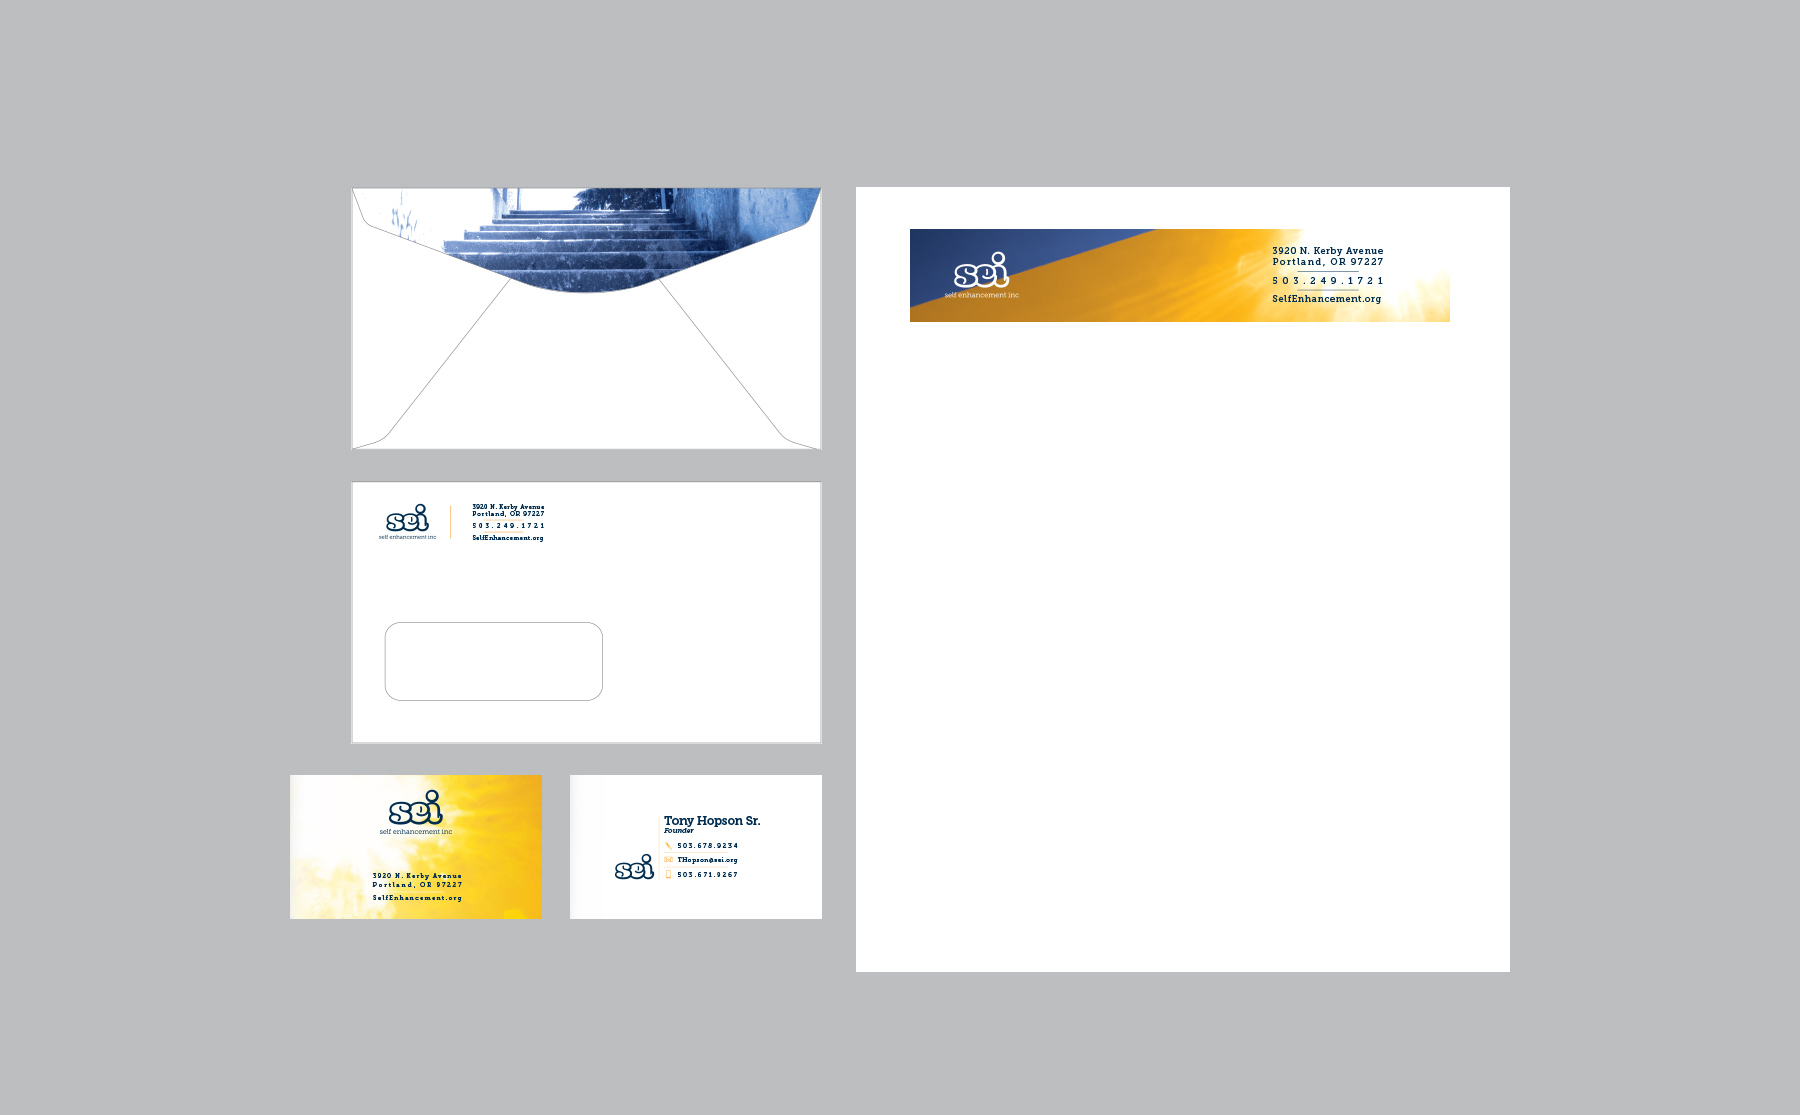 sei
self enhancement inc
3920 N. Kerby Avenue
Portland, OR 97227
503.249.1721
SelfEnhancement.org
sei
self enhancement inc
3920 N. Kerby Avenue
Portland, OR 97227
503.249.1721
SelfEnhancement.org
sei
self enhancement inc
3920 N. Kerby Avenue
Portland, OR 97227
SelfEnhancement.org
sei
Tony Hopson Sr.
Founder
503.678.9234
THopson@sei.org
503.671.9267